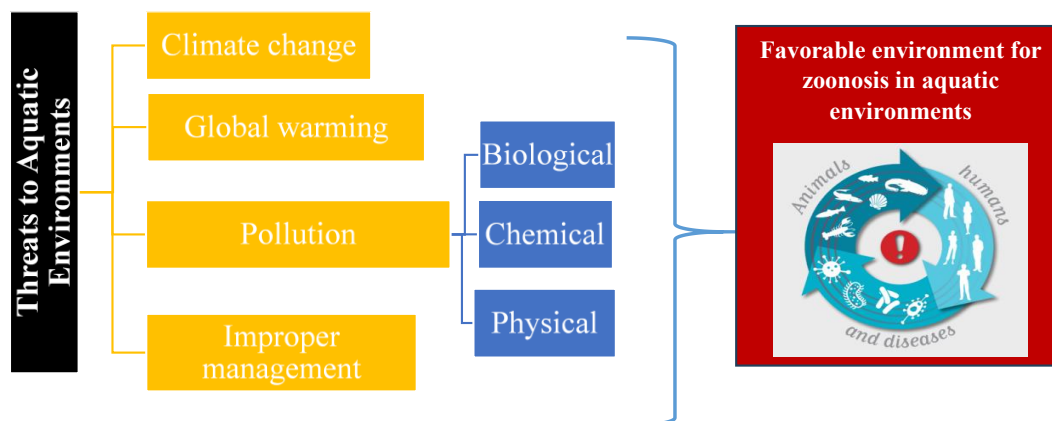 Threats to Aquatic
Environments
Climate change
Global warming
Pollution
Improper
management
Biological
Chemical
Physical
Favorable environment for
zoonosis in aquatic
environments
Animals
humans
and diseases
!